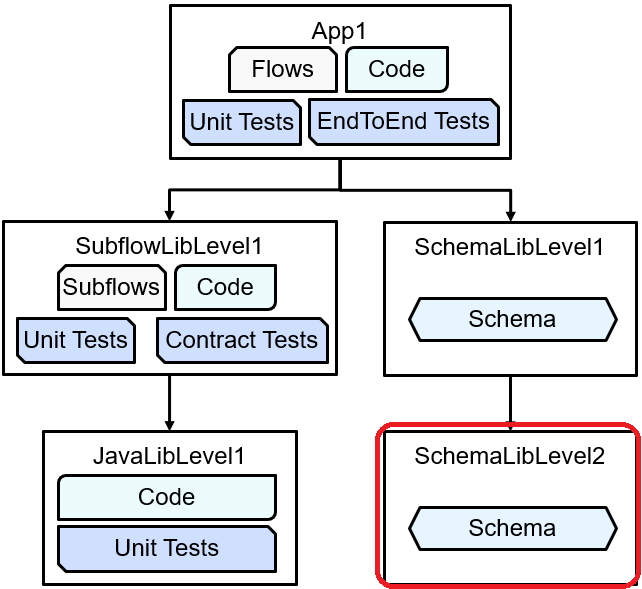 App1
Flows
Code
Unit Tests
EndToEnd Tests
SubflowLibLevel1
Subflows
Code
Unit Tests
Contract Tests
SchemaLibLevel1
Schema
JavaLibLevel1
Code
Unit Tests
SchemaLibLevel2
Schema